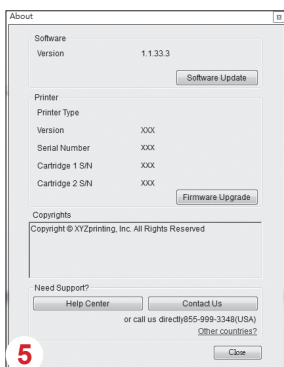 About
Software
Version 1.1.33.3
Software Update
Printer
Printer Type
Version XXX
Serial Number XXX
Cartridge 1 S/N XXX
Cartridge 2 S/N XXX
Firmware Upgrade
Copyrights
Copyright © XYZprinting, Inc. All Rights Reserved
Need Support?
Help Center Contact Us
or call us directly855-999-3348(USA)
Other countries?
Close
5